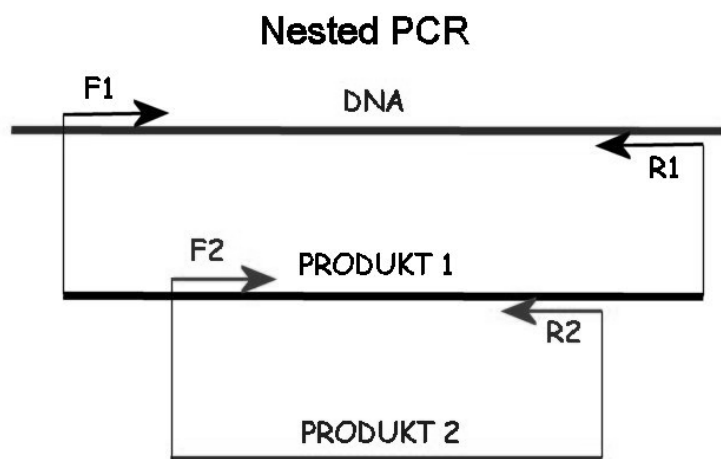 Nested PCR
F1
DNA
R1
F2
PRODUKT 1
R2
PRODUKT 2